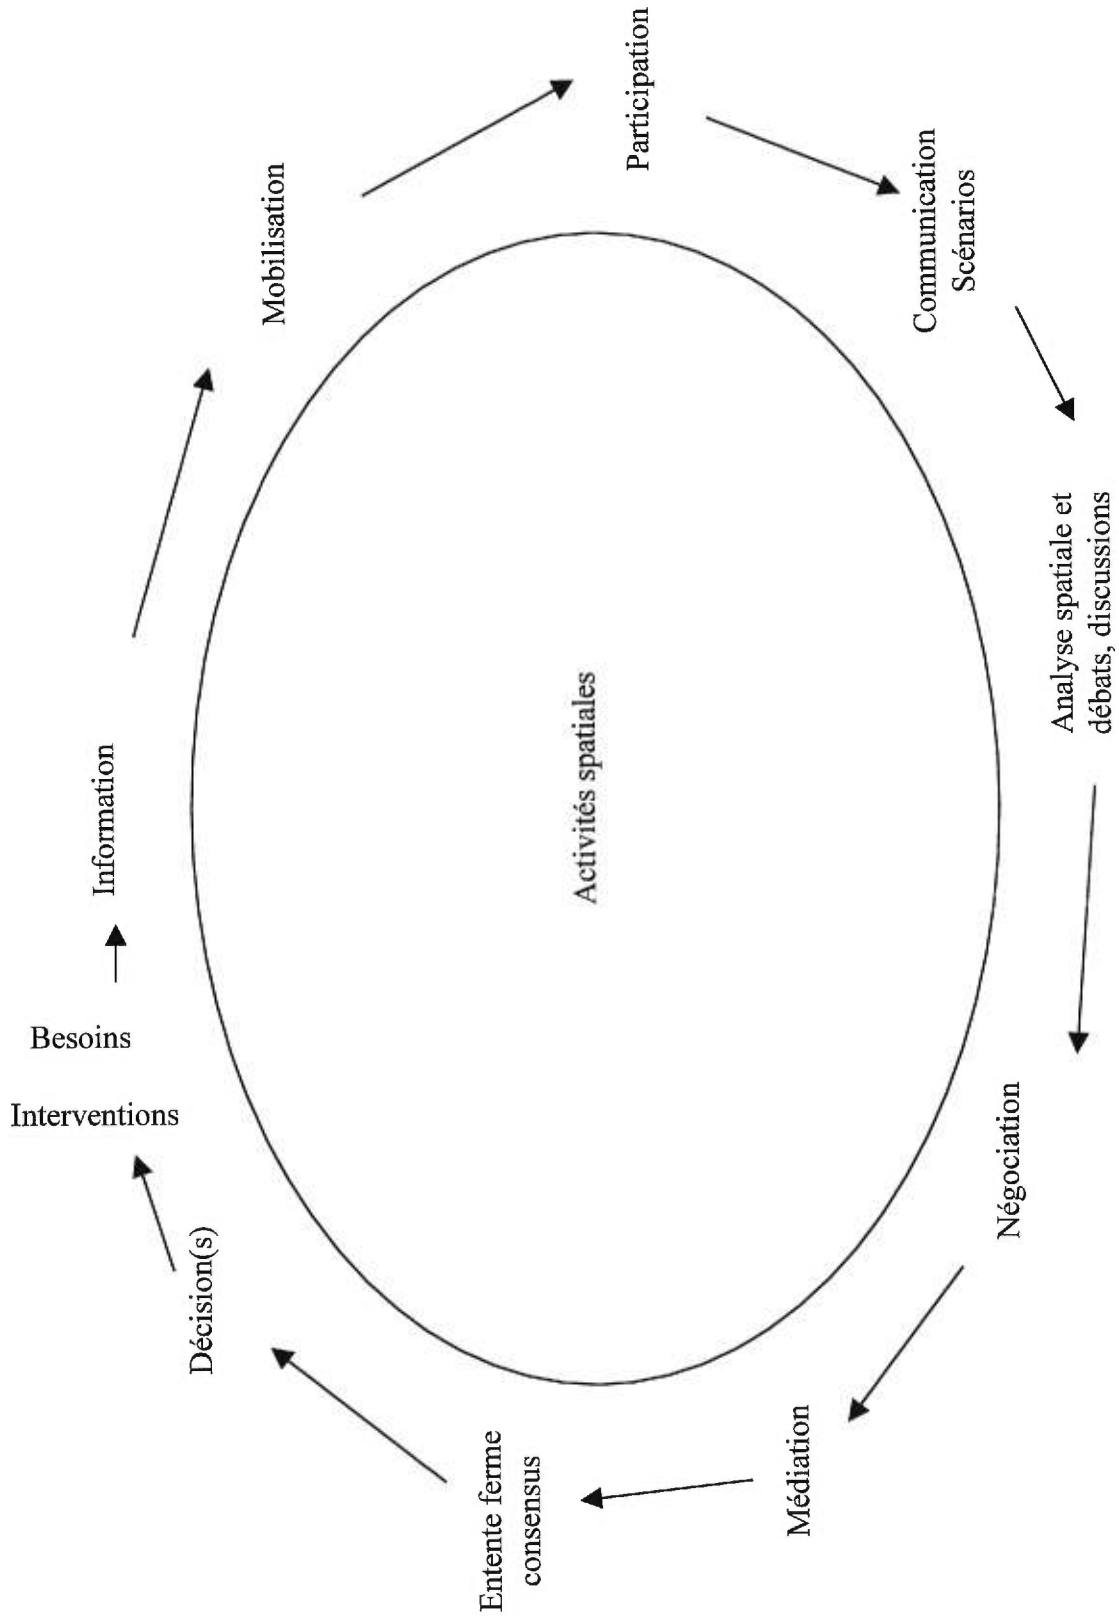 Besoins
Interventions
Information
Mobilisation
Participation
Communication
Scénarios
Analyse spatiale et
débats, discussions
Négociation
Médiation
Entente ferme
consensus
Décision(s)
Activités spatiales